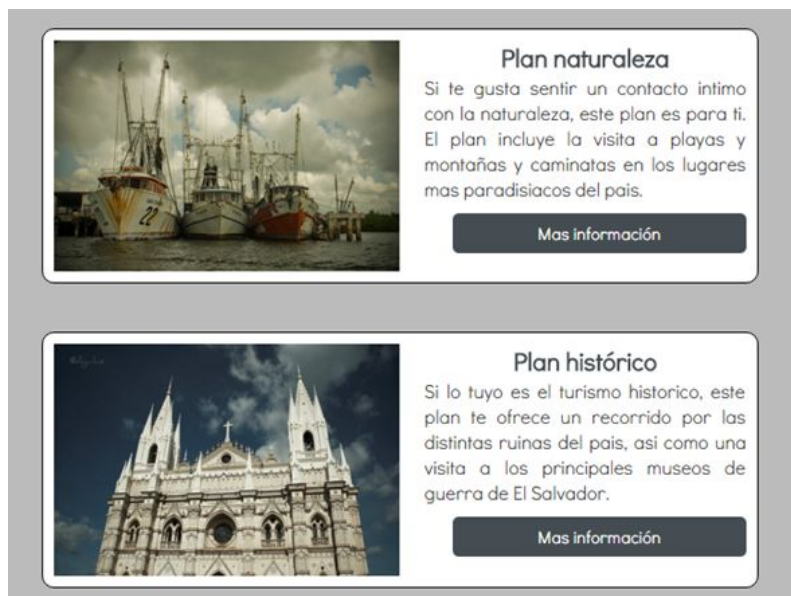 Plan naturaleza
Si te gusta sentir un contacto intimo
con la naturaleza, este plan es para ti.
El plan incluye la visita a playas y
montañas y caminatas en los lugares
mas paradisiacos del pais.
Mas información
22
Plan histórico
Si lo tuyo es el turismo historico, este
plan te ofrece un recorrido por las
distintas ruinas del pais, asi como una
visita a los principales museos de
guerra de El Salvador.
Mas información